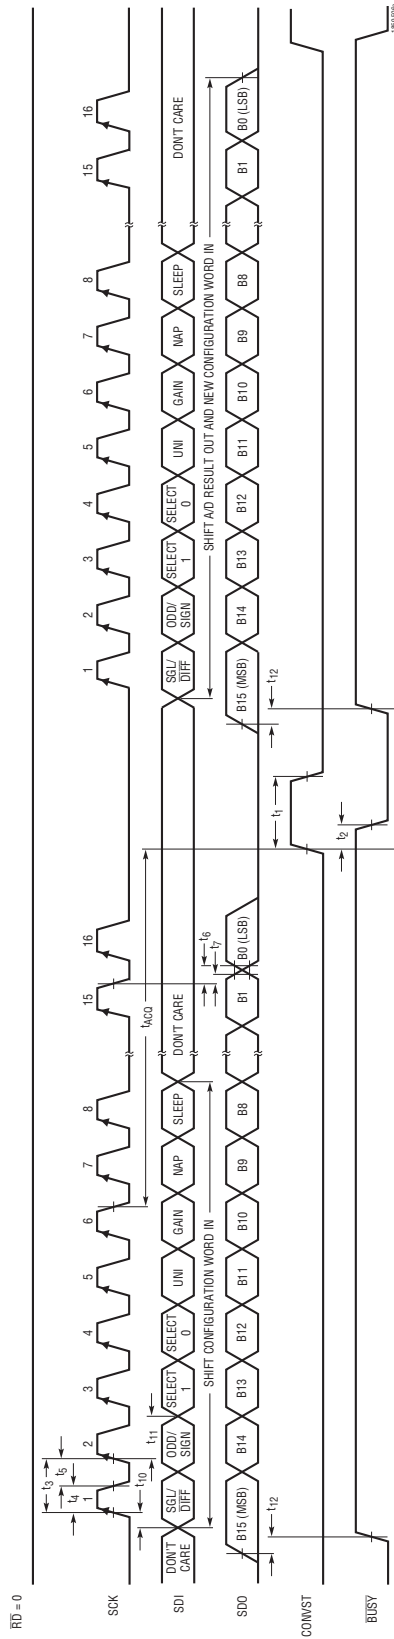 RD = 0
SCK
1 2 3 4 5 6 7 8 15 16 1 2 3 4 5 6 7 8 15 16
t3
t4 t5
tACQ
t10
t11
SDI
DON'T CARE
SGL/DIFF
ODD/SIGN
SELECT 1
SELECT 0
UNI
GAIN
NAP
SLEEP
DON'T CARE
SGL/DIFF
ODD/SIGN
SELECT 1
SELECT 0
UNI
GAIN
NAP
SLEEP
DON'T CARE
SHIFT CONFIGURATION WORD IN
t6
t7
SHIFT A/D RESULT OUT AND NEW CONFIGURATION WORD IN
SDO
B15 (MSB) B14 B13 B12 B11 B10 B9 B8 B1 B0 (LSB) B15 (MSB) B14 B13 B12 B11 B10 B9 B8 B1 B0 (LSB)
t12
t12
CONVST
t1
t2
BUSY